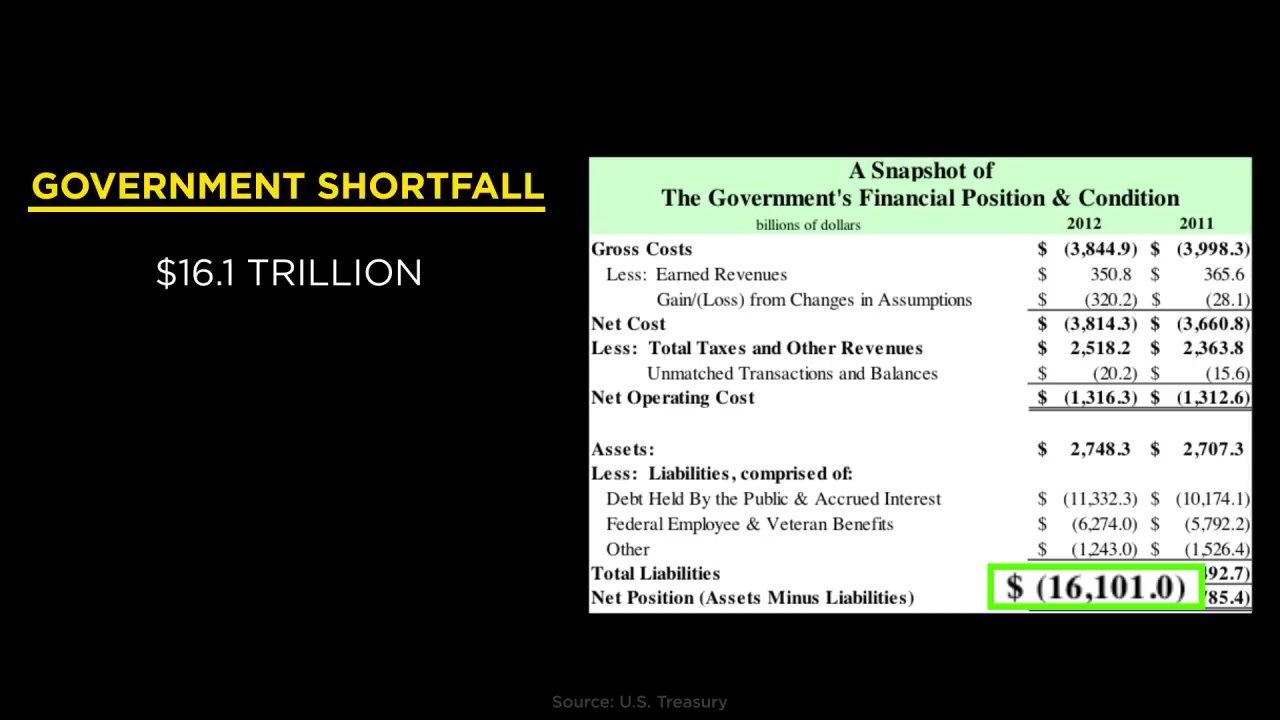 GOVERNMENT SHORTFALL
$16.1 TRILLION
A Snapshot of
The Government's Financial Position & Condition
billions of dollars 2012 2011
Gross Costs $ (3,844.9) $ (3,998.3)
Less: Earned Revenues $ 350.8 $ 365.6
Gain/(Loss) from Changes in Assumptions $ (320.2) $ (28.1)
Net Cost $ (3,814.3) $ (3,660.8)
Less: Total Taxes and Other Revenues $ 2,518.2 $ 2,363.8
Unmatched Transactions and Balances $ (20.2) $ (15.6)
Net Operating Cost $ (1,316.3) $ (1,312.6)
Assets: $ 2,748.3 $ 2,707.3
Less: Liabilities, comprised of:
Debt Held By the Public & Accrued Interest $ (11,332.3) $ (10,174.1)
Federal Employee & Veteran Benefits $ (6,274.0) $ (5,792.2)
Other $ (1,243.0) $ (1,526.4)
Total Liabilities 492.7)
Net Position (Assets Minus Liabilities) $ (16,101.0) 785.4)
Source: U.S. Treasury